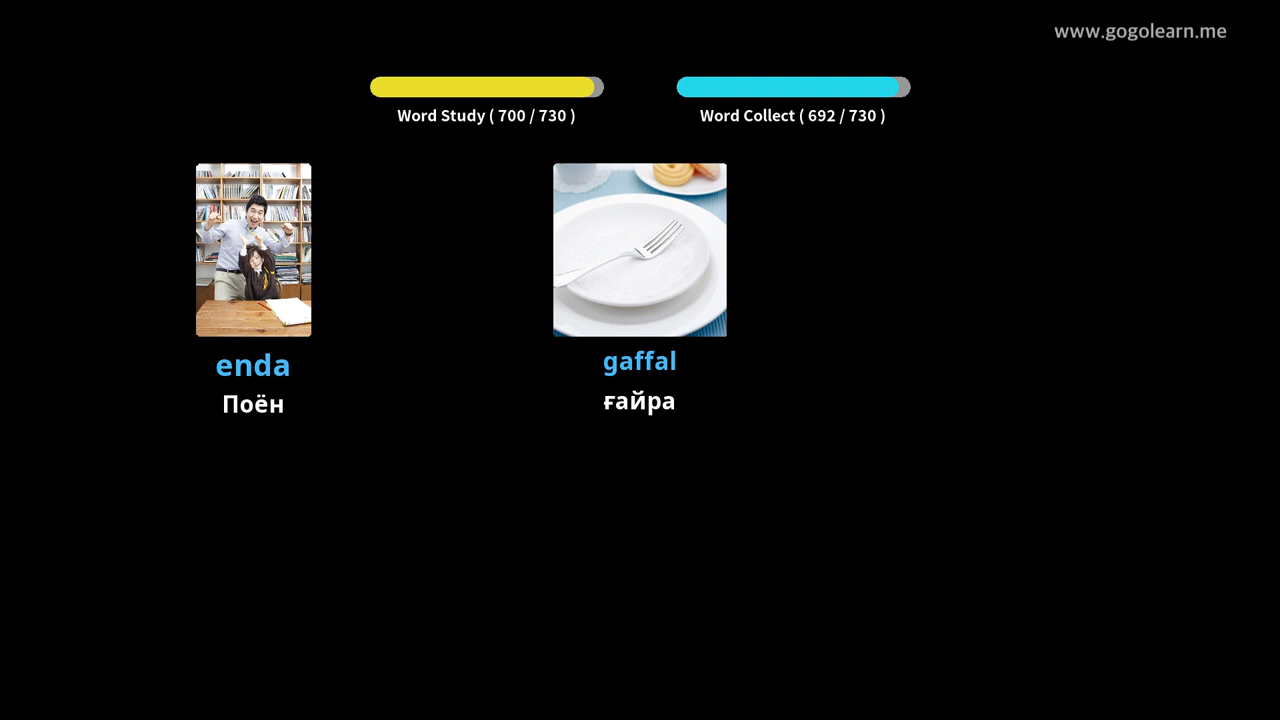 www.gogolearn.me
Word Study ( 700 / 730 )
Word Collect ( 692 / 730 )
enda
Поён
gaffal
ғайра